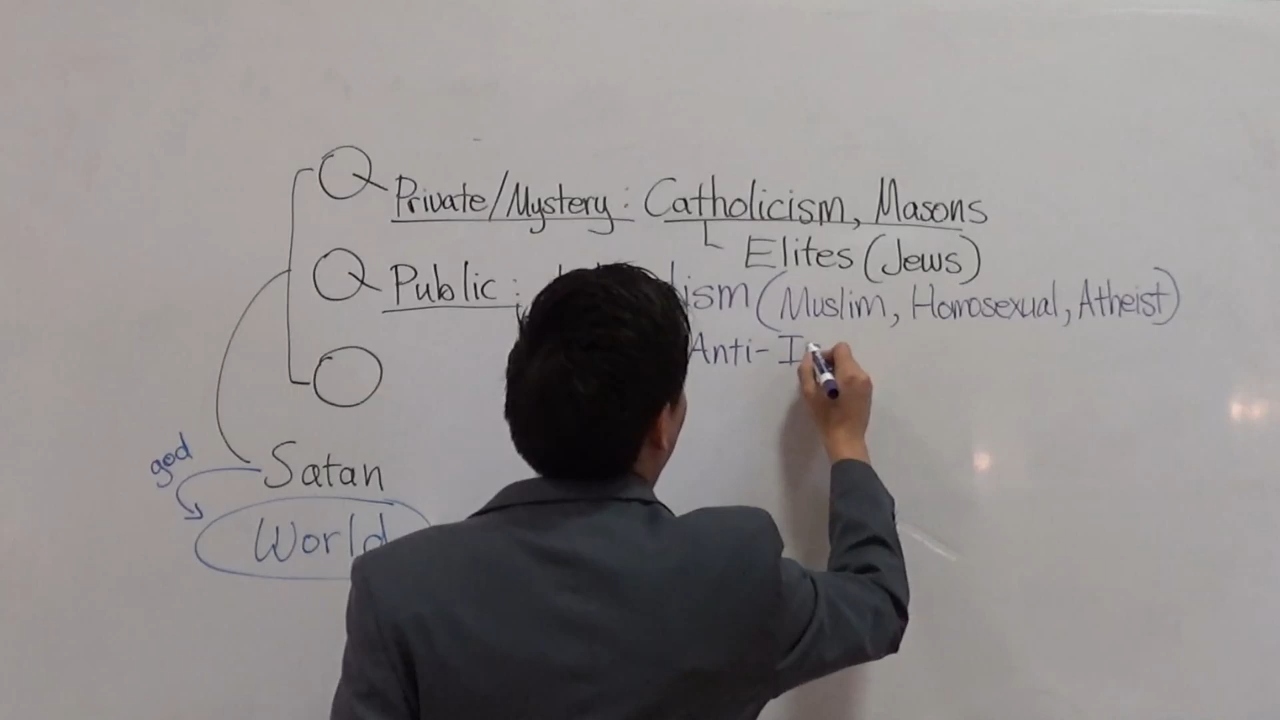 Private/Mystery: Catholicism, Masons
Elites (Jews)
Public: (Muslim, Homosexual, Atheist)
Anti-I
god
Satan
World